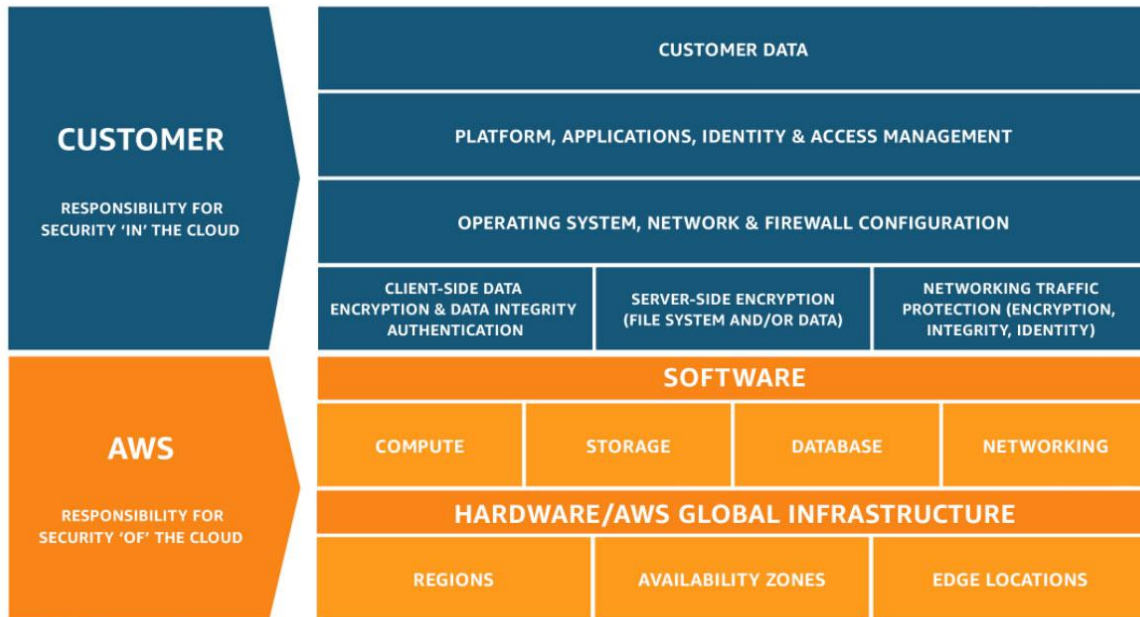 CUSTOMER
RESPONSIBILITY FOR
SECURITY ‘IN’ THE CLOUD
CUSTOMER DATA
PLATFORM, APPLICATIONS, IDENTITY & ACCESS MANAGEMENT
OPERATING SYSTEM, NETWORK & FIREWALL CONFIGURATION
CLIENT-SIDE DATA
ENCRYPTION & DATA INTEGRITY
AUTHENTICATION
SERVER-SIDE ENCRYPTION
(FILE SYSTEM AND/OR DATA)
NETWORKING TRAFFIC
PROTECTION (ENCRYPTION,
INTEGRITY, IDENTITY)
AWS
RESPONSIBILITY FOR
SECURITY ‘OF’ THE CLOUD
SOFTWARE
COMPUTE
STORAGE
DATABASE
NETWORKING
HARDWARE/AWS GLOBAL INFRASTRUCTURE
REGIONS
AVAILABILITY ZONES
EDGE LOCATIONS